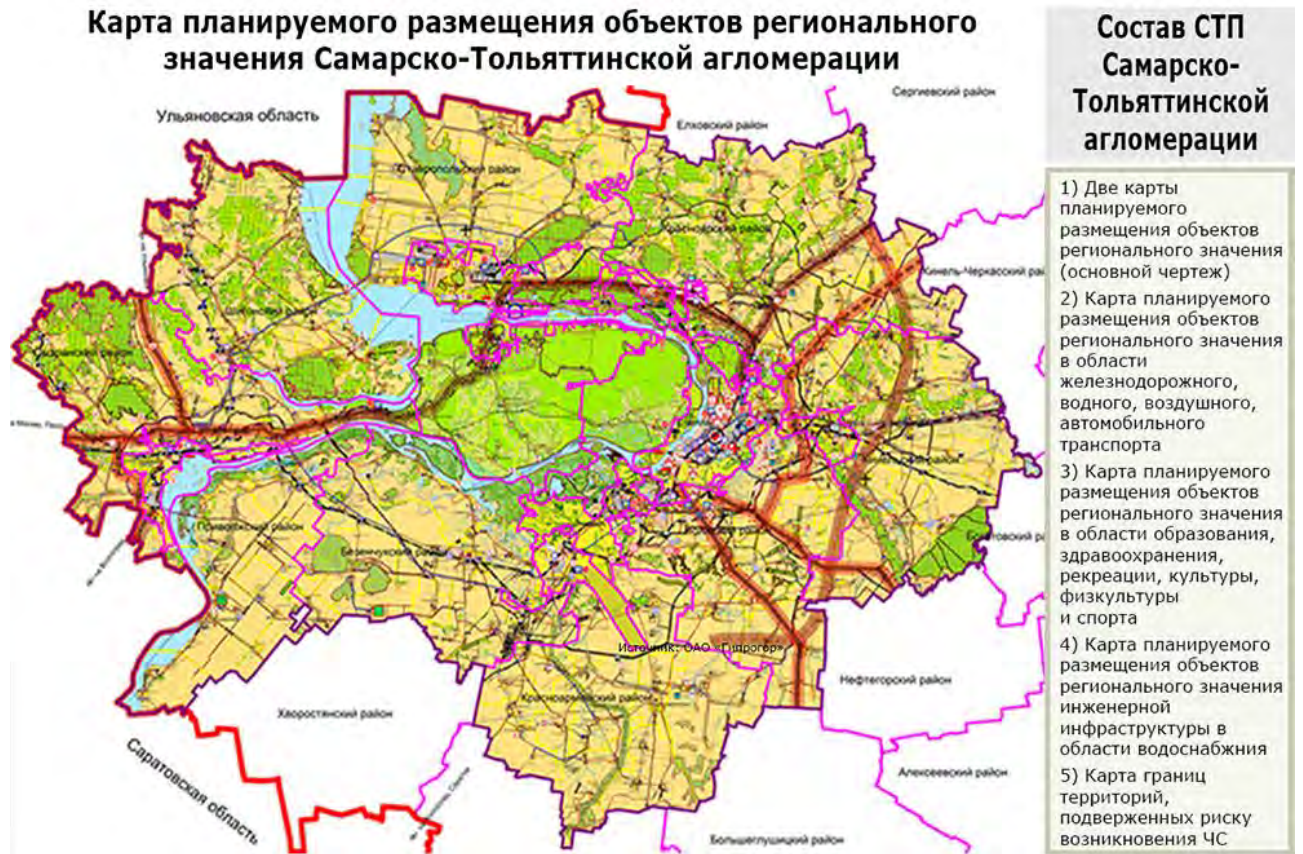 Карта планируемого размещения объектов регионального
значения Самарско-Тольяттинской агломерации
Состав СТП
Самарско-
Тольяттинской
агломерации
1) Две карты
планируемого
размещения объектов
регионального значения
(основной чертеж)
2) Карта планируемого
размещения объектов
регионального значения
в области
железнодорожного,
водного, воздушного,
автомобильного
транспорта
3) Карта планируемого
размещения объектов
регионального значения
в области образования,
здравоохранения,
рекреации, культуры,
физкультуры
и спорта
4) Карта планируемого
размещения объектов
регионального значения
инженерной
инфраструктуры в
области водоснабжния
5) Карта границ
территорий,
подверженных риску
возникновения ЧС
Сергиевский район
Ульяновская область
Елховский район
Ставропольский район
Красноярский район
Кинель-Черкасский рай
Приволжский район
Безенчукский район
Источник: ОАО «Гипрогор»
Нефтегорский район
Красноармейский район
Хворостянский район
Саратовская область
Алексеевский район
Большеглушицкий район